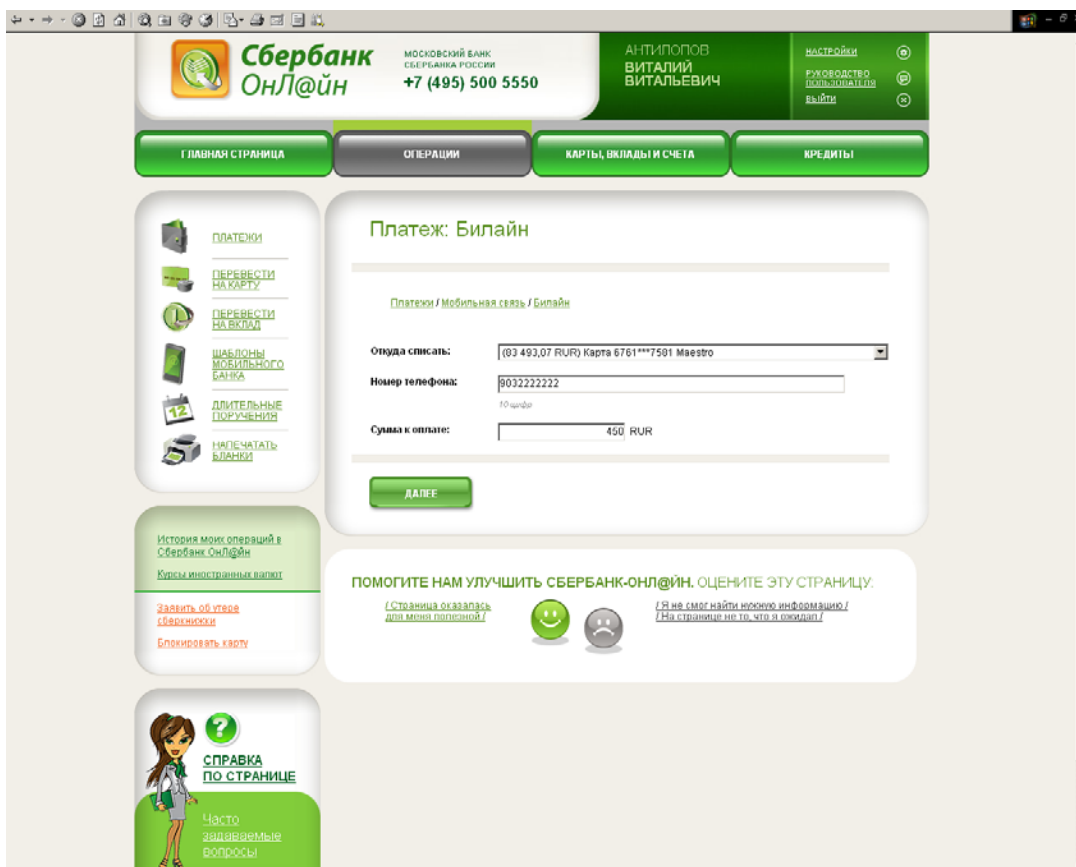 Сбербанк
ОнЛ@йн
МОСКОВСКИЙ БАНК
СБЕРБАНКА РОССИИ
+7 (495) 500 5550
АНТИЛОПОВ
ВИТАЛИЙ
ВИТАЛЬЕВИЧ
НАСТРОЙКИ
РУКОВОДСТВО
ПОЛЬЗОВАТЕЛЯ
ВЫЙТИ
ГЛАВНАЯ СТРАНИЦА
ОПЕРАЦИИ
КАРТЫ, ВКЛАДЫ И СЧЕТА
КРЕДИТЫ
ПЛАТЕЖИ
ПЕРЕВЕСТИ
НА КАРТУ
ПЕРЕВЕСТИ
НА ВКЛАД
ШАБЛОНЫ
МОБИЛЬНОГО
БАНКА
12
ДЛИТЕЛЬНЫЕ
ПОРУЧЕНИЯ
НАПЕЧАТАТЬ
БЛАНКИ
Платеж: Билайн
Платежи / Мобильная связь / Билайн
Откуда списать:
(83 493,07 RUR) Карта 6761***7581 Maestro
Номер телефона:
9032222222
10 цифр
Сумма к оплате:
450 RUR
ДАЛЕЕ
История моих операций в
Сбербанк ОнЛ@йн
Курсы иностранных валют
Заявить об утере
сберкнижки
Блокировать карту
ПОМОГИТЕ НАМ УЛУЧШИТЬ СБЕРБАНК-ОНЛ@ЙН. ОЦЕНИТЕ ЭТУ СТРАНИЦУ:
/ Страница оказалась
для меня полезной /
/ Я не смог найти нужную информацию /
/ На странице не то, что я ожидал /
?
СПРАВКА
ПО СТРАНИЦЕ
Часто
задаваемые
вопросы